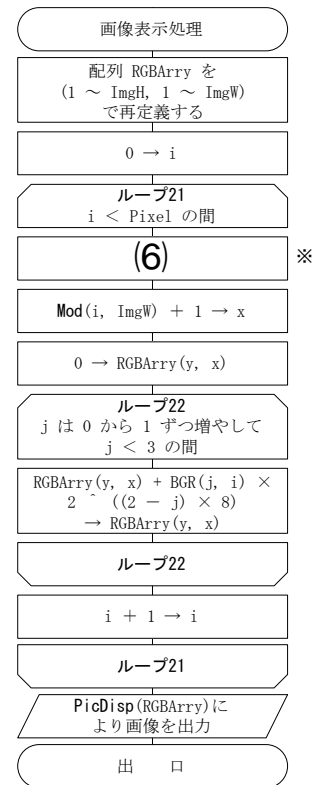 画像表示処理
配列 RGBArry を
(1 ～ ImgH, 1 ～ ImgW)
で再定義する
0 → i
ループ21
i < Pixel の間
(6) ※
Mod(i, ImgW) + 1 → x
0 → RGBArry(y, x)
ループ22
j は 0 から 1 ずつ増やして
j < 3 の間
RGBArry(y, x) + BGR(j, i) ×
2 ^ ((2 － j) × 8)
→ RGBArry(y, x)
ループ22
i + 1 → i
ループ21
PicDisp(RGBArry)に
より画像を出力
出 口